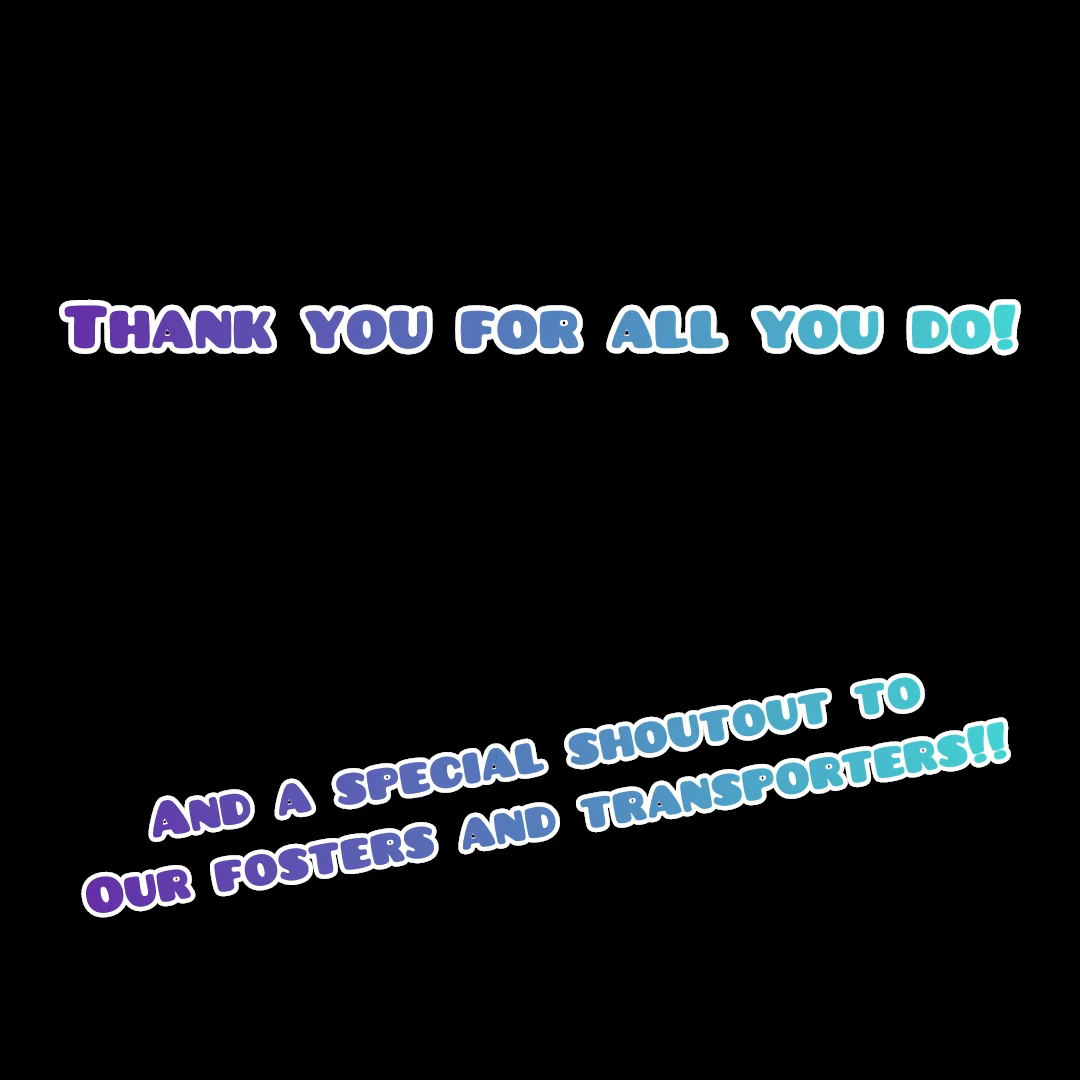 Thank you for all you do!
And a special shoutout to
Our fosters and transporters!!